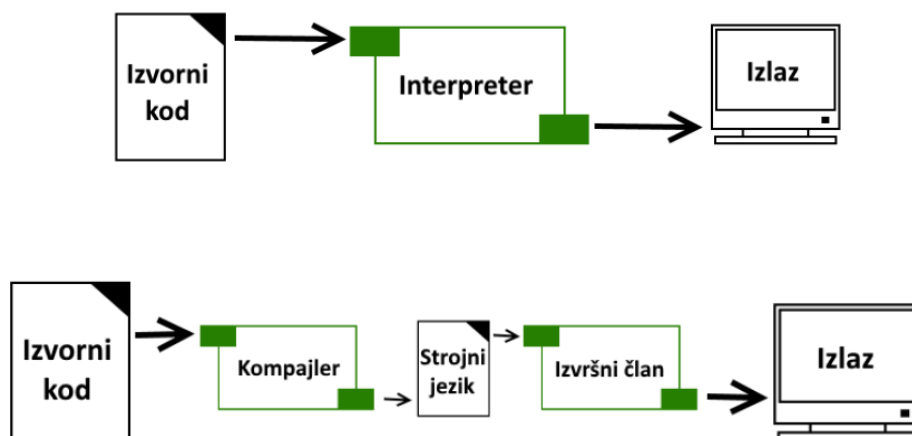 Izvorni
kod
Interpreter
Izlaz
Izvorni
kod
Kompajler
Strojni
jezik
Izvršni član
Izlaz